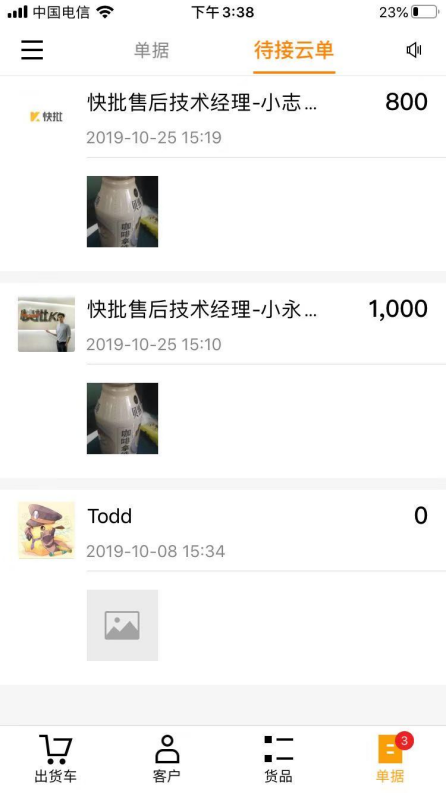 中国电信
下午3:38
23%
单据
待接云单
快批
快批售后技术经理-小志...
800
2019-10-25 15:19
快批售后技术经理-小永...
1,000
2019-10-25 15:10
Todd
0
2019-10-08 15:34
出货车
客户
货品
3
单据